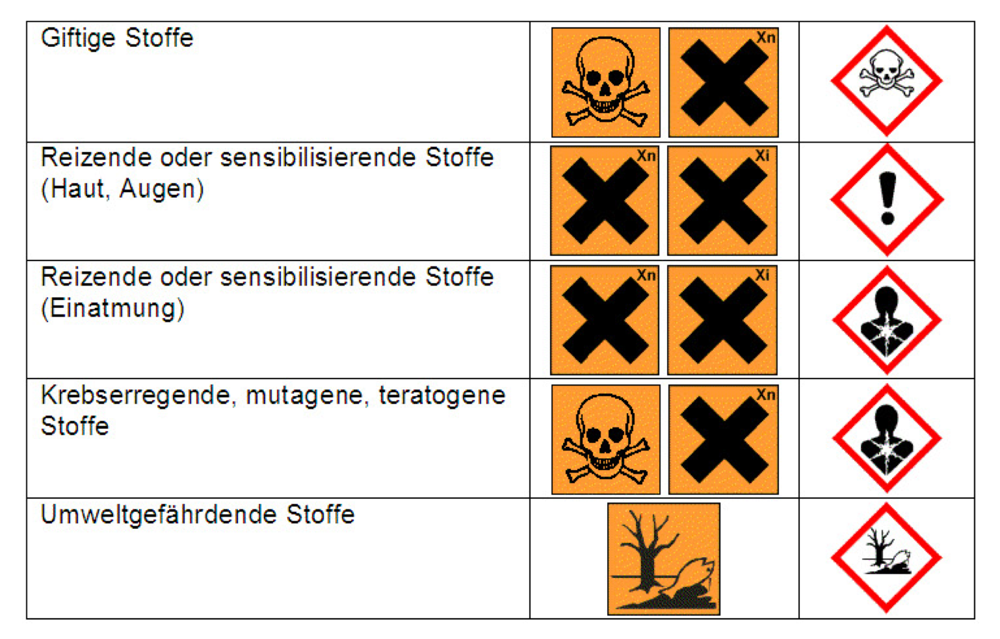 Giftige Stoffe
Xn
Reizende oder sensibilisierende Stoffe
(Haut, Augen)
Xn
Xi
Reizende oder sensibilisierende Stoffe
(Einatmung)
Xn
Xi
Krebserregende, mutagene, teratogene
Stoffe
Xn
Umweltgefährdende Stoffe